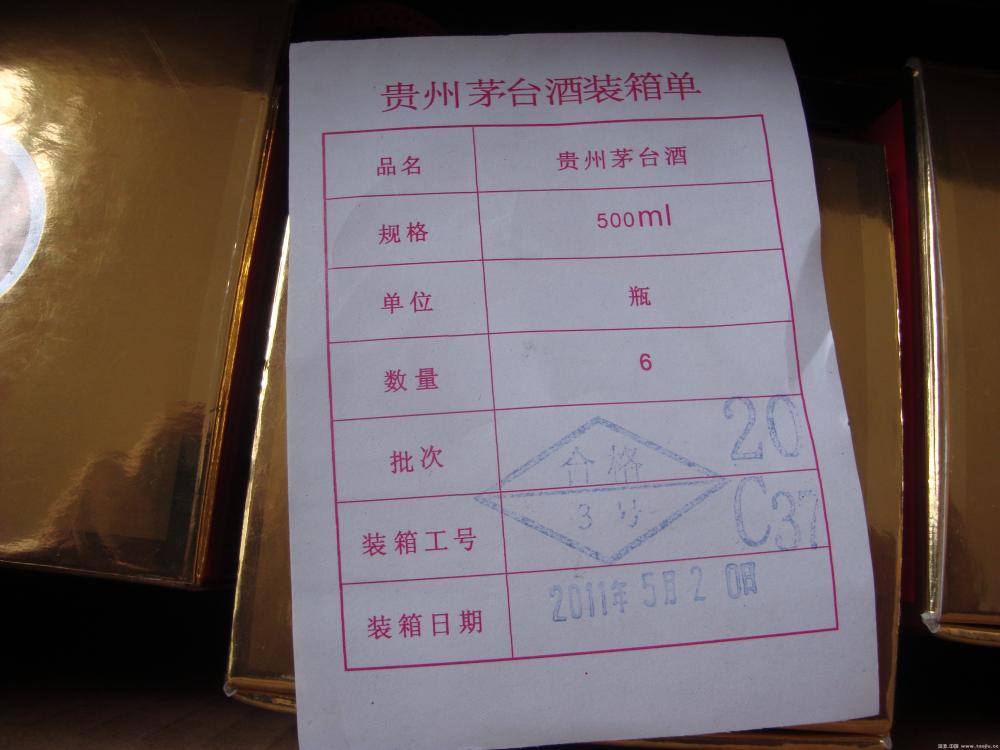 贵州茅台酒装箱单
品名 贵州茅台酒
规格 500ml
单位 瓶
数量 6
批次 合格 20
装箱工号 3号 C37
装箱日期 2011年5月20日